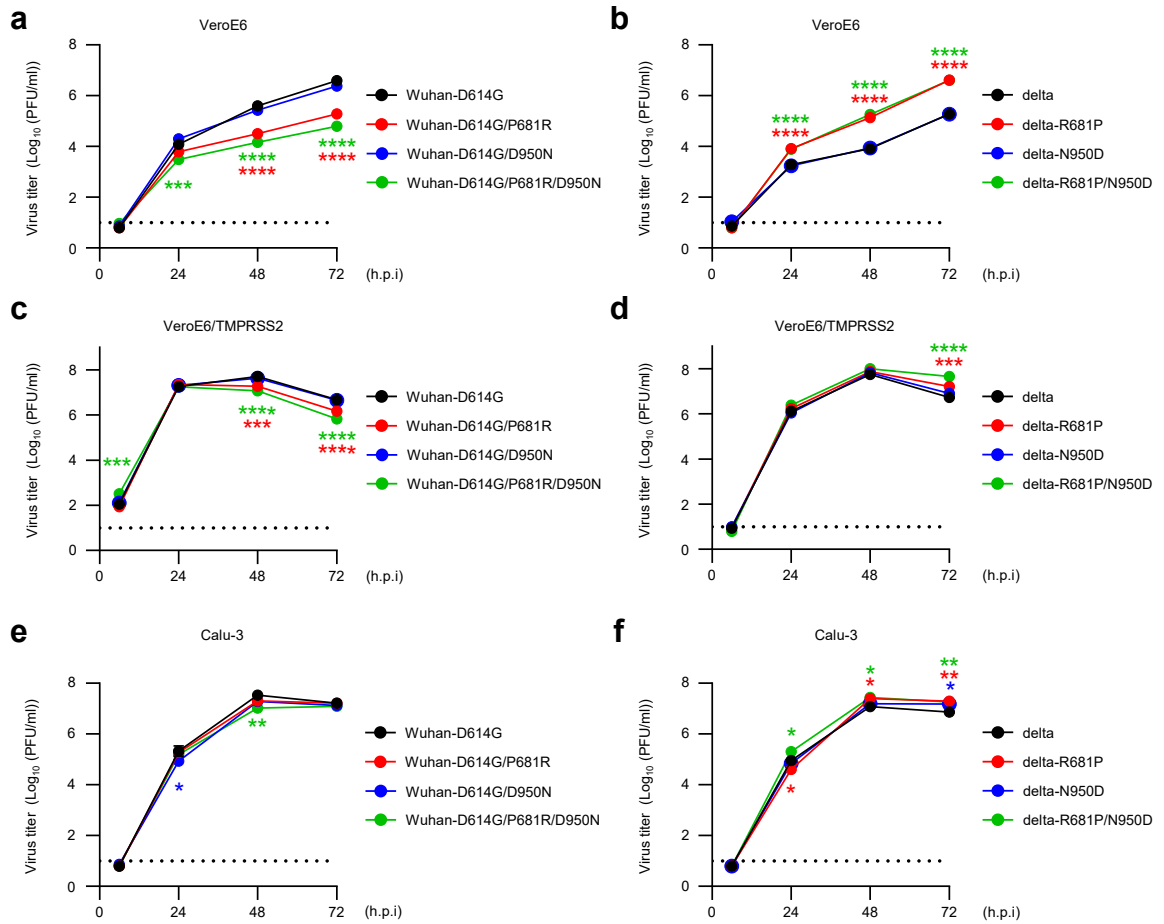 a
VeroE6
Virus titer (Log10 (PFU/ml))
8
6
4
2
0
0
24
48
72
(h.p.i)
***
****
****
****
****
Wuhan-D614G
Wuhan-D614G/P681R
Wuhan-D614G/D950N
Wuhan-D614G/P681R/D950N
b
VeroE6
Virus titer (Log10 (PFU/ml))
8
6
4
2
0
0
24
48
72
(h.p.i)
****
****
****
****
****
****
delta
delta-R681P
delta-N950D
delta-R681P/N950D
c
VeroE6/TMPRSS2
Virus titer (Log10 (PFU/ml))
8
6
4
2
0
0
24
48
72
(h.p.i)
***
****
***
****
****
Wuhan-D614G
Wuhan-D614G/P681R
Wuhan-D614G/D950N
Wuhan-D614G/P681R/D950N
d
VeroE6/TMPRSS2
Virus titer (Log10 (PFU/ml))
8
6
4
2
0
0
24
48
72
(h.p.i)
****
***
delta
delta-R681P
delta-N950D
delta-R681P/N950D
e
Calu-3
Virus titer (Log10 (PFU/ml))
8
6
4
2
0
0
24
48
72
(h.p.i)
*
**
Wuhan-D614G
Wuhan-D614G/P681R
Wuhan-D614G/D950N
Wuhan-D614G/P681R/D950N
f
Calu-3
Virus titer (Log10 (PFU/ml))
8
6
4
2
0
0
24
48
72
(h.p.i)
*
*
*
*
**
**
*
delta
delta-R681P
delta-N950D
delta-R681P/N950D